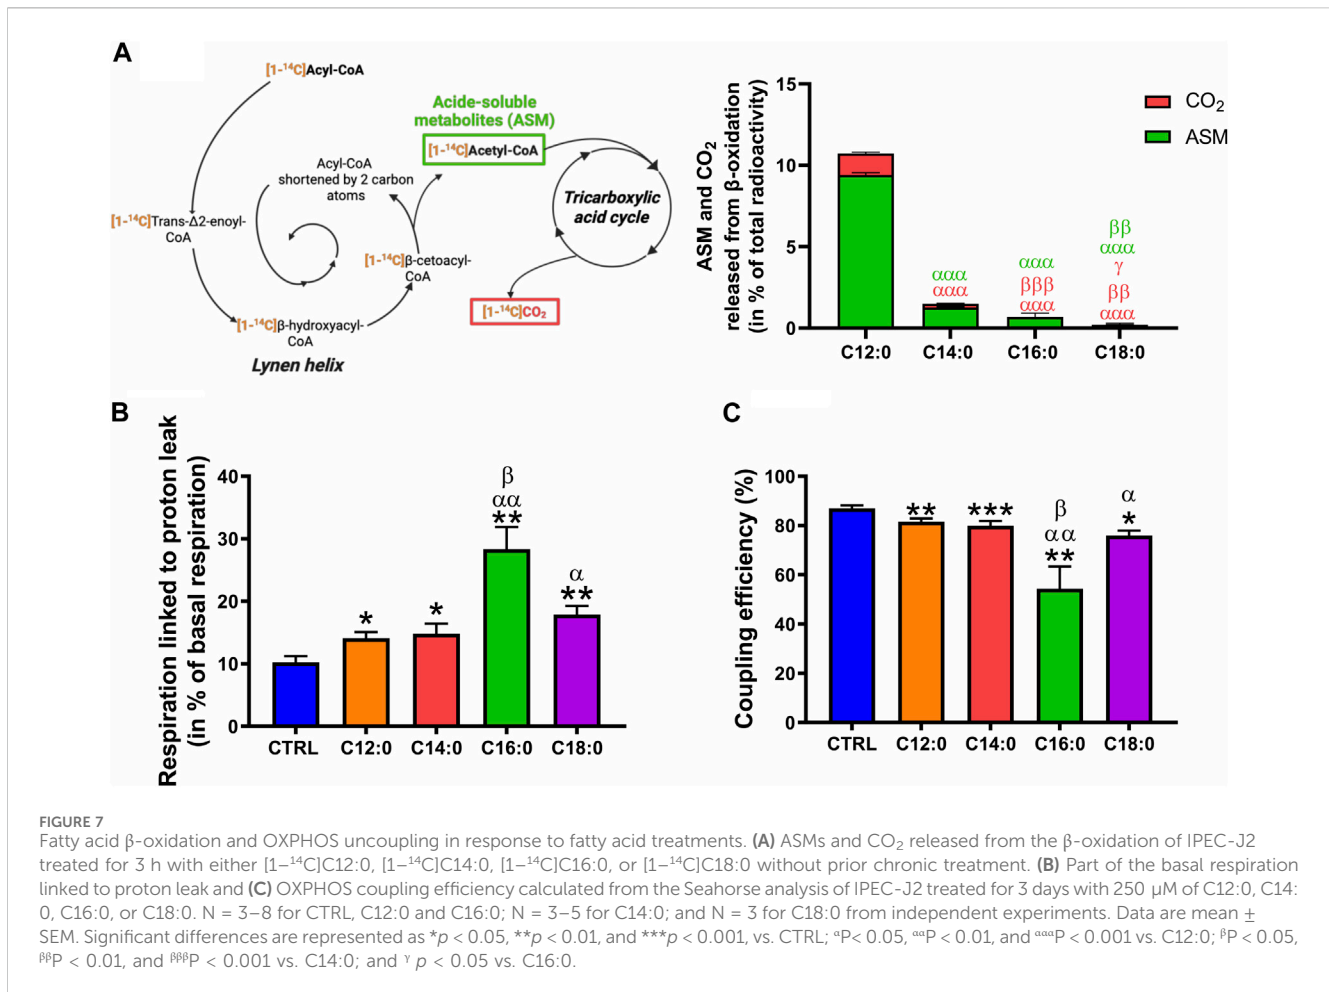 A
[1-¹⁴C]Acyl-CoA
Acide-soluble
metabolites (ASM)
[1-¹⁴C]Acetyl-CoA
Acyl-CoA
shortened by 2 carbon
atoms
Tricarboxylic
acid cycle
[1-¹⁴C]Trans-Δ2-enoyl-
CoA
[1-¹⁴C]β-cetoacyl-
CoA
[1-¹⁴C]CO₂
[1-¹⁴C]β-hydroxyacyl-
CoA
Lynen helix
ASM and CO₂
released from β-oxidation
(in % of total radioactivity)
15
10
5
0
CO₂
ASM
ααα
ααα
ααα
βββ
ααα
ββ
ααα
γ
ββ
ααα
C12:0 C14:0 C16:0 C18:0
B
Respiration linked to proton leak
(in % of basal respiration)
40
30
20
10
0
*
*
β
αα
**
α
**
CTRL C12:0 C14:0 C16:0 C18:0
C
Coupling efficiency (%)
100
80
60
40
20
0
**
***
β
αα
**
α
*
CTRL C12:0 C14:0 C16:0 C18:0
FIGURE 7
Fatty acid β-oxidation and OXPHOS uncoupling in response to fatty acid treatments. (A) ASMs and CO₂ released from the β-oxidation of IPEC-J2
treated for 3 h with either [1–¹⁴C]C12:0, [1–¹⁴C]C14:0, [1–¹⁴C]C16:0, or [1–¹⁴C]C18:0 without prior chronic treatment. (B) Part of the basal respiration
linked to proton leak and (C) OXPHOS coupling efficiency calculated from the Seahorse analysis of IPEC-J2 treated for 3 days with 250 μM of C12:0, C14:
0, C16:0, or C18:0. N = 3–8 for CTRL, C12:0 and C16:0; N = 3–5 for C14:0; and N = 3 for C18:0 from independent experiments. Data are mean ±
SEM. Significant differences are represented as *p < 0.05, **p < 0.01, and ***p < 0.001, vs. CTRL; ᵅP< 0.05, ᵅᵅP < 0.01, and ᵅᵅᵅP < 0.001 vs. C12:0; ᵝP < 0.05,
ᵝᵝP < 0.01, and ᵝᵝᵝP < 0.001 vs. C14:0; and ᵞ p < 0.05 vs. C16:0.